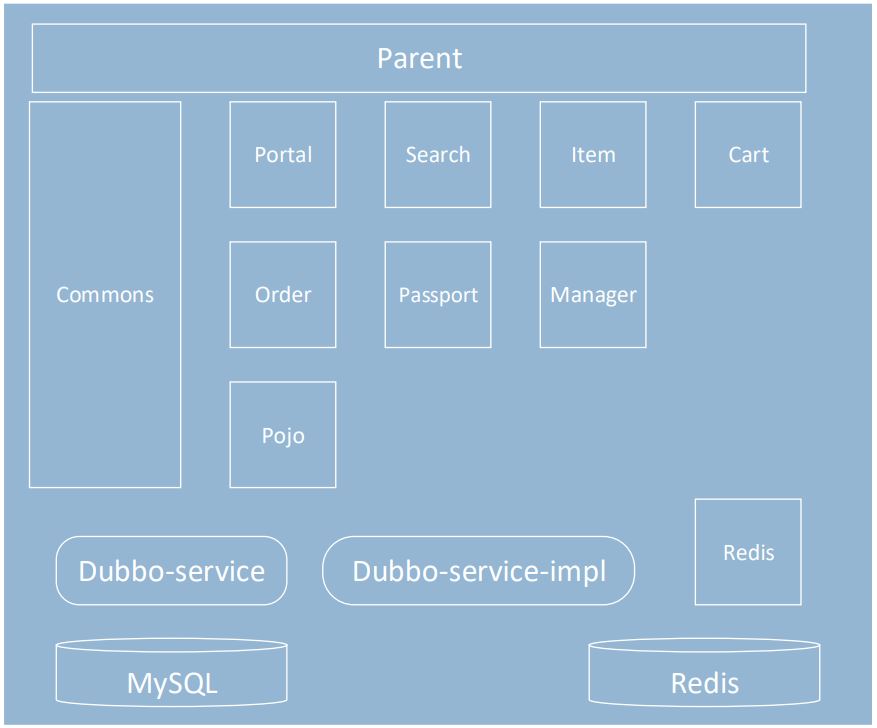 Parent
Commons
Portal
Search
Item
Cart
Order
Passport
Manager
Pojo
Redis
Dubbo-service
Dubbo-service-impl
MySQL
Redis